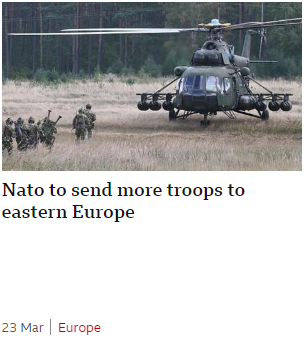 Nato to send more troops to
eastern Europe
23 Mar | Europe